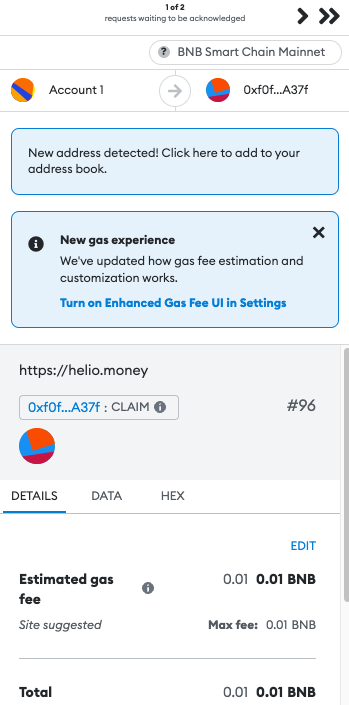 1 of 2
requests waiting to be acknowledged
? BNB Smart Chain Mainnet
Account 1
0xf0f...A37f
New address detected! Click here to add to your
address book.
New gas experience
We've updated how gas fee estimation and
customization works.
Turn on Enhanced Gas Fee UI in Settings
https://helio.money
0xf0f...A37f : CLAIM
#96
DETAILS DATA HEX
EDIT
Estimated gas
fee
0.01 0.01 BNB
Site suggested
Max fee: 0.01 BNB
Total
0.01 0.01 BNB